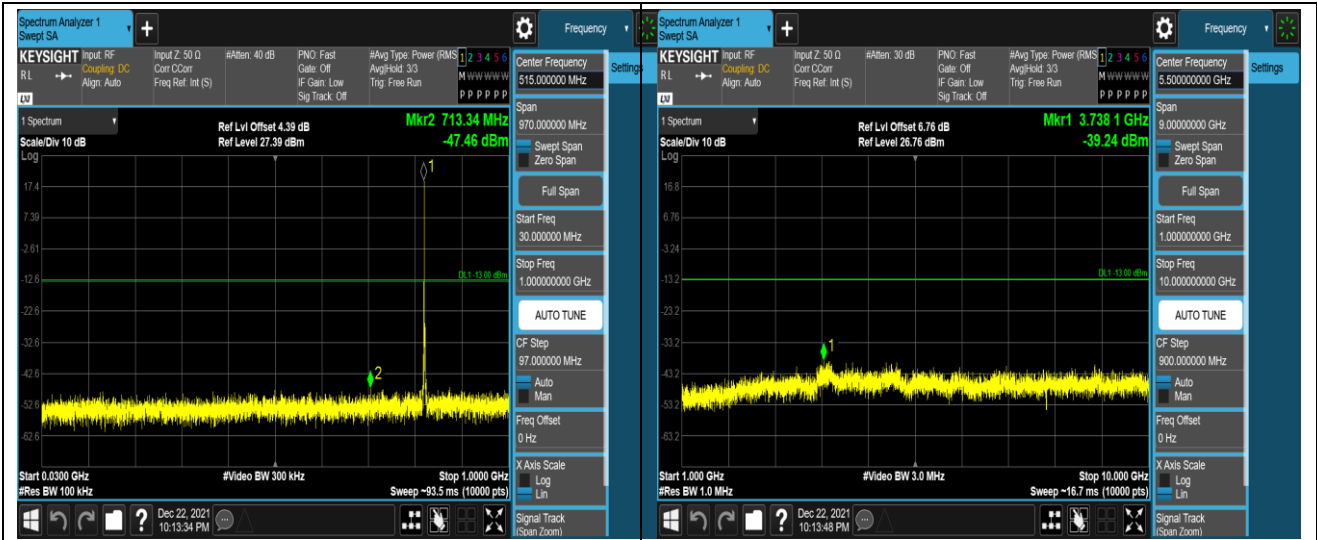 Spectrum Analyzer 1
Swept SA
Frequency
KEYSIGHT
RL
LXI
Input: RF
Coupling: DC
Align: Auto
Input Z: 50 Ω
Corr CCorr
Freq Ref: Int (S)
#Atten: 40 dB
PNO: Fast
Gate: Off
IF Gain: Low
Sig Track: Off
#Avg Type: Power (RMS
Avg|Hold: 3/3
Trig: Free Run
1 2 3 4 5 6
M W W W W W
P P P P P P
Center Frequency
515.000000 MHz
Settings
1 Spectrum
Scale/Div 10 dB
Ref Lvl Offset 4.39 dB
Ref Level 27.39 dBm
Mkr2 713.34 MHz
-47.46 dBm
Span
970.000000 MHz
Swept Span
Zero Span
Full Span
Start Freq
30.000000 MHz
Stop Freq
1.000000000 GHz
AUTO TUNE
CF Step
97.000000 MHz
Auto
Man
Freq Offset
0 Hz
X Axis Scale
Log
Lin
Signal Track
(Span Zoom)
Log
17.4
7.39
-2.61
-12.6
-22.6
-32.6
-42.6
-52.6
-62.6
1
DL1 -13.00 dBm
2
Start 0.0300 GHz
#Res BW 100 kHz
#Video BW 300 kHz
Stop 1.0000 GHz
Sweep ~93.5 ms (10000 pts)
?
Dec 22, 2021
10:13:34 PM
Spectrum Analyzer 1
Swept SA
Frequency
KEYSIGHT
RL
LXI
Input: RF
Coupling: DC
Align: Auto
Input Z: 50 Ω
Corr CCorr
Freq Ref: Int (S)
#Atten: 30 dB
PNO: Fast
Gate: Off
IF Gain: Low
Sig Track: Off
#Avg Type: Power (RMS
Avg|Hold: 3/3
Trig: Free Run
1 2 3 4 5 6
M W W W W W
P P P P P P
Center Frequency
5.500000000 GHz
Settings
1 Spectrum
Scale/Div 10 dB
Ref Lvl Offset 6.76 dB
Ref Level 26.76 dBm
Mkr1 3.738 1 GHz
-39.24 dBm
Span
9.00000000 GHz
Swept Span
Zero Span
Full Span
Start Freq
1.000000000 GHz
Stop Freq
10.000000000 GHz
AUTO TUNE
CF Step
900.000000 MHz
Auto
Man
Freq Offset
0 Hz
X Axis Scale
Log
Lin
Signal Track
(Span Zoom)
Log
16.8
6.76
-3.24
-13.2
-23.2
-33.2
-43.2
-53.2
-63.2
DL1 -13.00 dBm
1
Start 1.000 GHz
#Res BW 1.0 MHz
#Video BW 3.0 MHz
Stop 10.000 GHz
Sweep ~16.7 ms (10000 pts)
?
Dec 22, 2021
10:13:48 PM